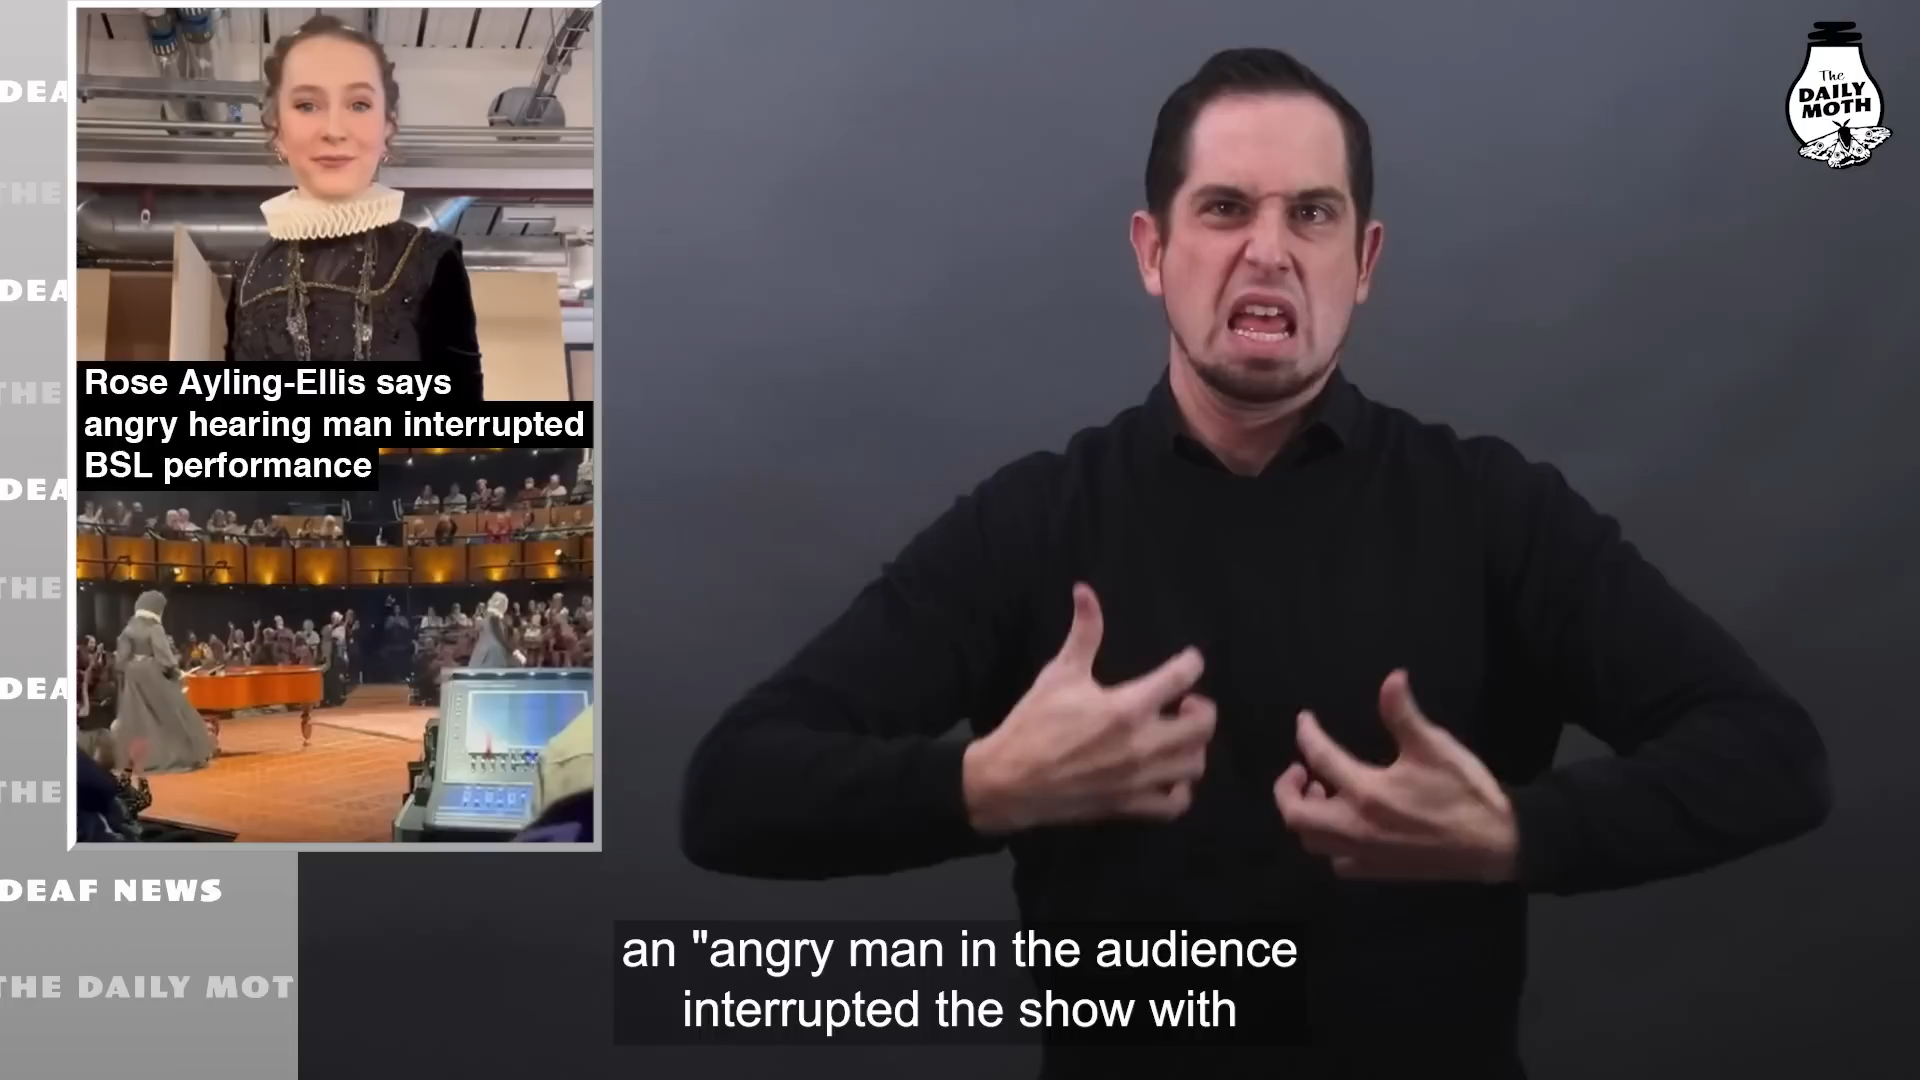 DEA
THE
DEA
THE
DEA
THE
DEA
THE
DEAF NEWS
THE DAILY MOT
Rose Ayling-Ellis says
angry hearing man interrupted
BSL performance
The
DAILY
MOTH
an "angry man in the audience
interrupted the show with